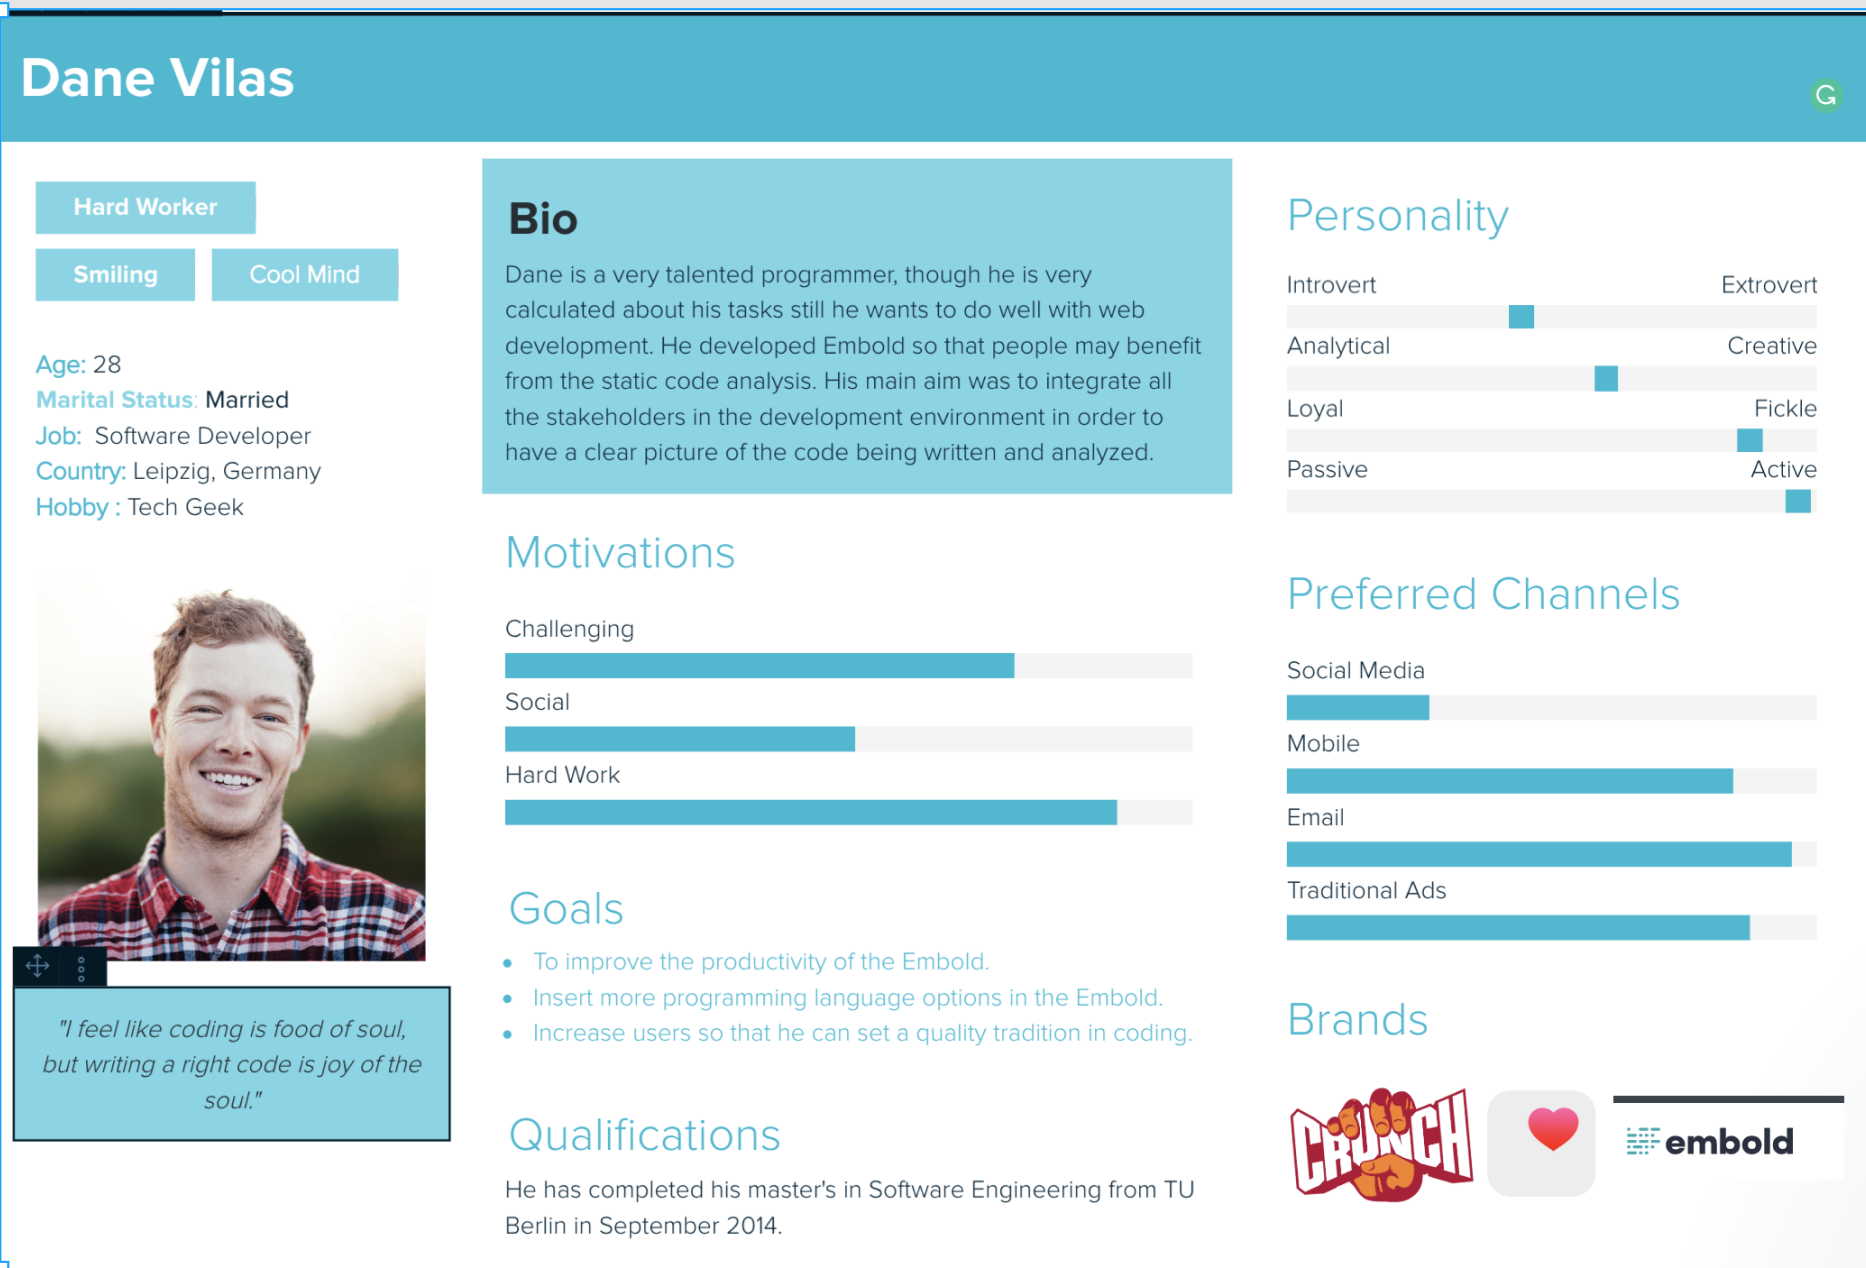 Dane Vilas
G
Hard Worker
Smiling
Cool Mind
Age: 28
Marital Status: Married
Job: Software Developer
Country: Leipzig, Germany
Hobby : Tech Geek
"I feel like coding is food of soul,
but writing a right code is joy of the
soul."
Bio
Dane is a very talented programmer, though he is very
calculated about his tasks still he wants to do well with web
development. He developed Embold so that people may benefit
from the static code analysis. His main aim was to integrate all
the stakeholders in the development environment in order to
have a clear picture of the code being written and analyzed.
Motivations
Challenging
Social
Hard Work
Goals
• To improve the productivity of the Embold.
• Insert more programming language options in the Embold.
• Increase users so that he can set a quality tradition in coding.
Qualifications
He has completed his master's in Software Engineering from TU
Berlin in September 2014.
Personality
Introvert Extrovert
Analytical Creative
Loyal Fickle
Passive Active
Preferred Channels
Social Media
Mobile
Email
Traditional Ads
Brands
CRUNCH
embold